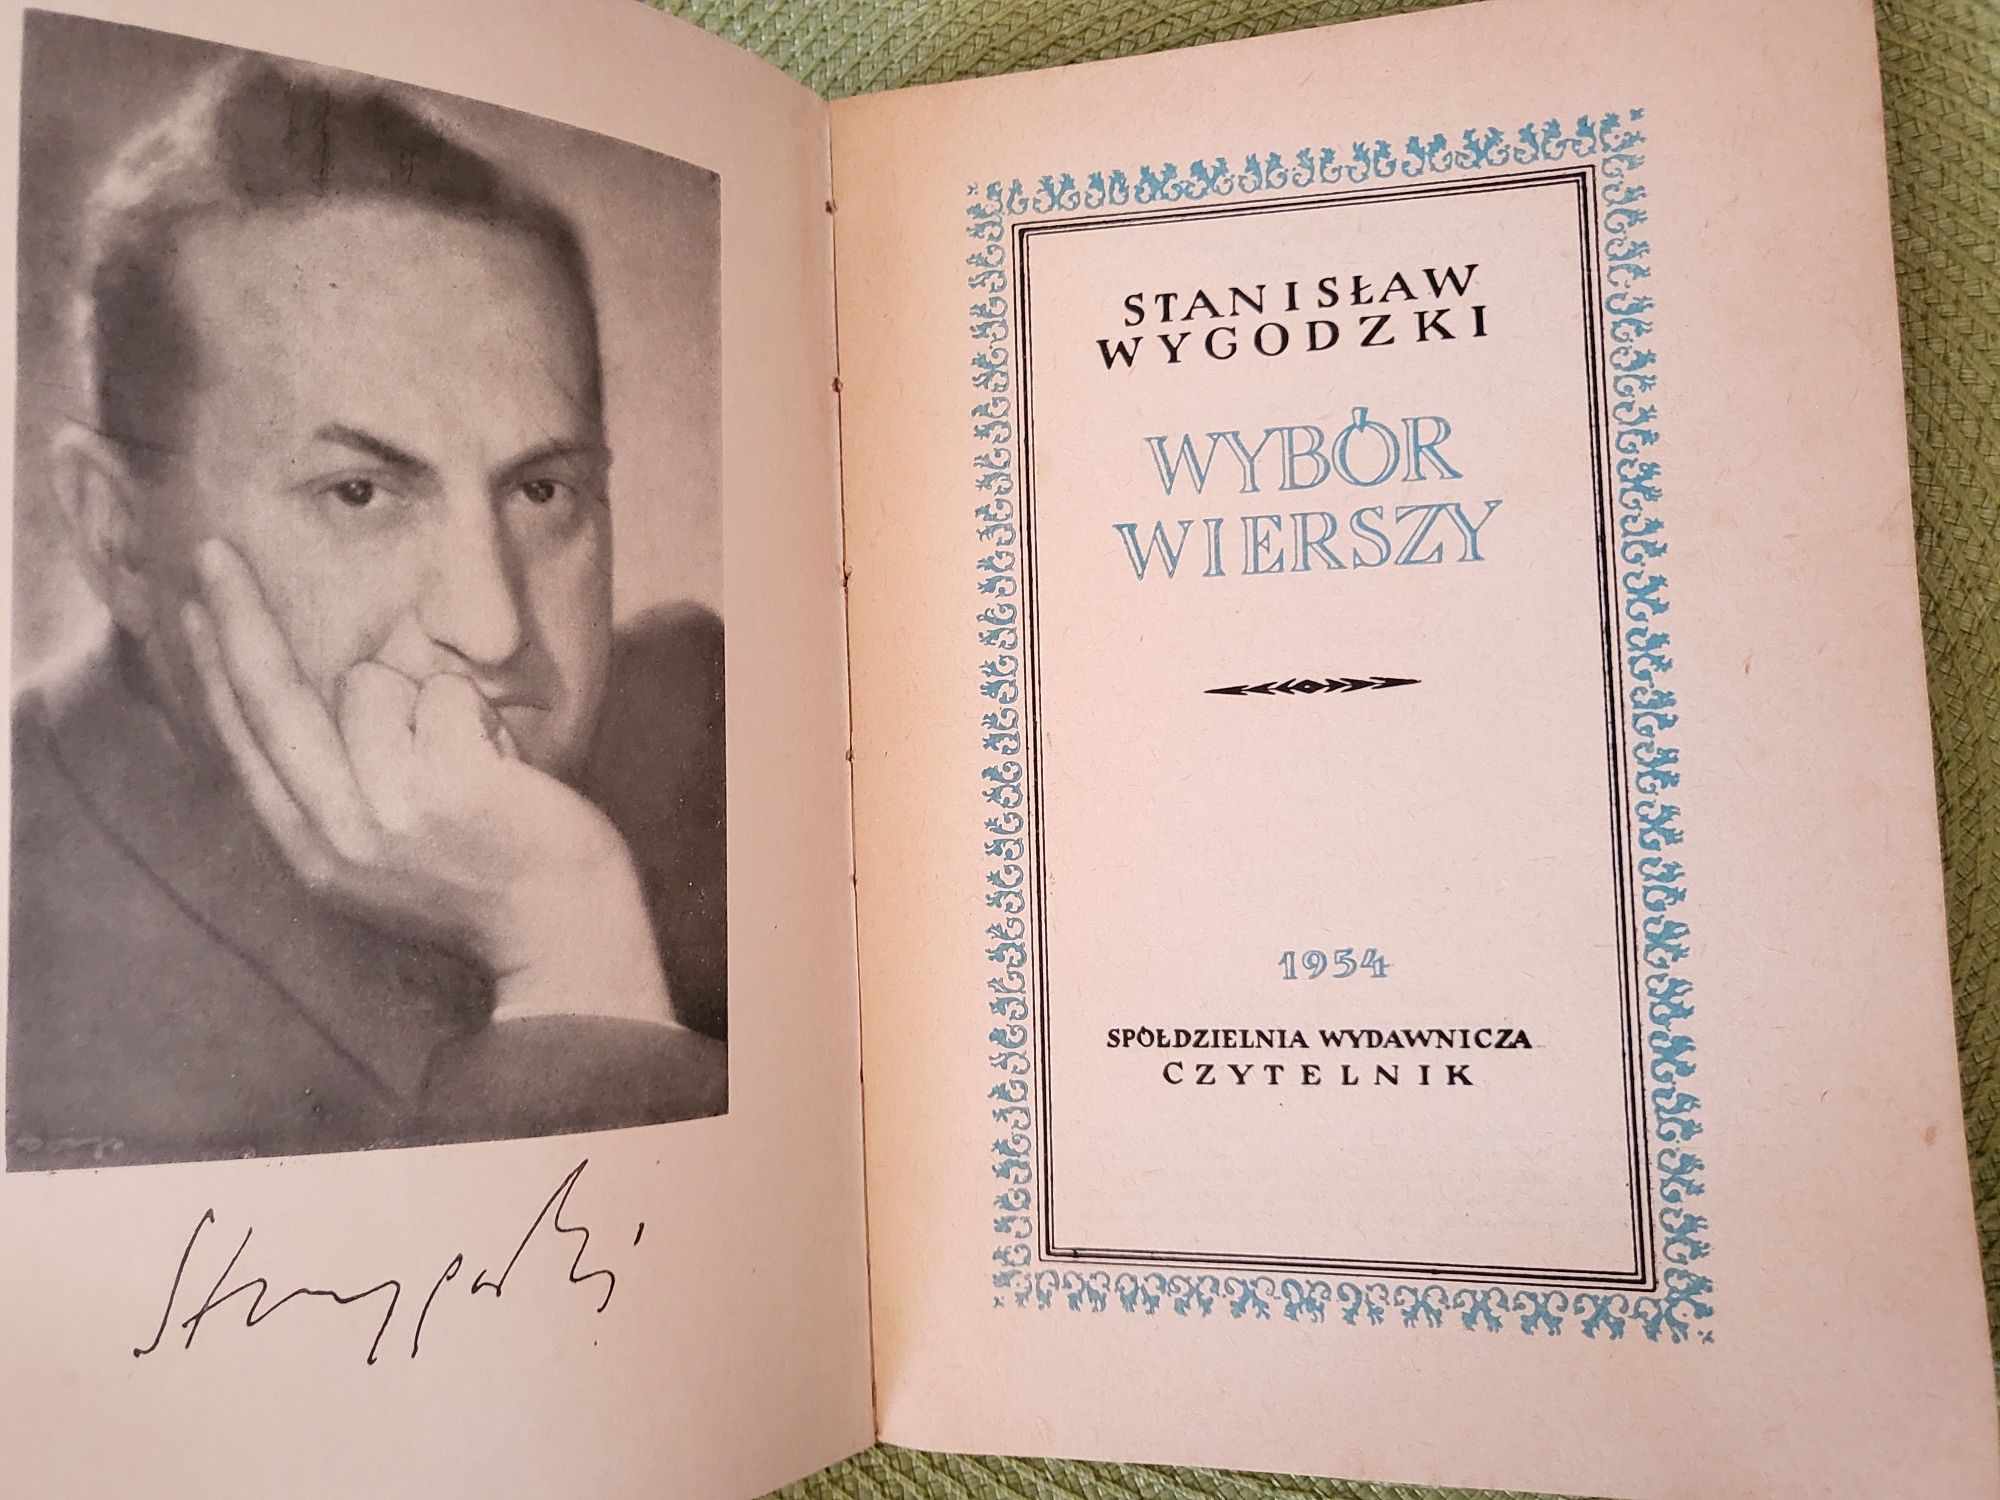 STANISŁAW
WYGODZKI
WYBÓR
WIERSZY
1954
SPÓŁDZIELNIA WYDAWNICZA
CZYTELNIK